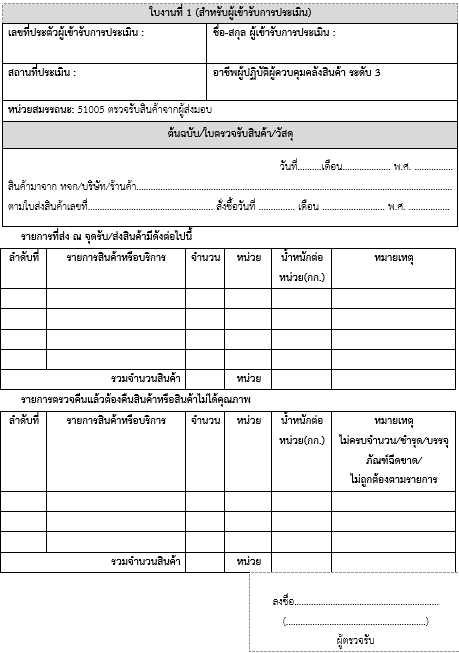 ใบงานที่ 1 (สำหรับผู้เข้ารับการประเมิน)
เลขที่ประตัวผู้เข้ารับการประเมิน : ชื่อ-สกุล ผู้เข้ารับการประเมิน :
สถานที่ประเมิน : อาชีพผู้ปฏิบัติผู้ควบคุมคลังสินค้า ระดับ 3
หน่วยสมรรถนะ: 51005 ตรวจรับสินค้าจากผู้ส่งมอบ
ต้นฉบับ/ใบตรวจรับสินค้า/วัสดุ
วันที่..........เดือน.................... พ.ศ. ................
สินค้ามาจาก หจก/บริษัท/ร้านค้า....................................................................................................
ตามใบส่งสินค้าเลขที่.................................................... สั่งซื้อวันที่ ............... เดือน .......................... พ.ศ. .................
รายการที่ส่ง ณ จุดรับ/ส่งสินค้ามีดังต่อไปนี้
ลำดับที่ รายการสินค้าหรือบริการ จำนวน หน่วย น้ำหนักต่อ หมายเหตุ
หน่วย(กก.)
รวมจำนวนสินค้า หน่วย
รายการตรวจคืนแล้วต้องคืนสินค้าหรือสินค้าไม่ได้คุณภาพ
ลำดับที่ รายการสินค้าหรือบริการ จำนวน หน่วย น้ำหนักต่อ หมายเหตุ
หน่วย(กก.) ไม่ครบจำนวน/ชำรุด/บรรจุ
ภัณฑ์ฉีดขาด/
ไม่ถูกต้องตามรายการ
รวมจำนวนสินค้า หน่วย
ลงชื่อ............................................................
(..........................................................)
ผู้ตรวจรับ